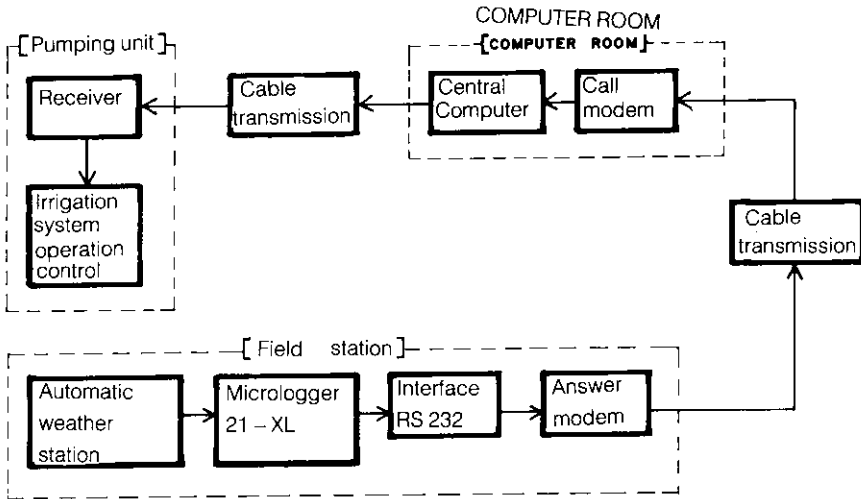 COMPUTER ROOM
[Pumping unit]
[COMPUTER ROOM]
Receiver
Cable
transmission
Central
Computer
Call
modem
Irrigation
system
operation
control
Cable
transmission
[Field station]
Automatic
weather
station
Micrologger
21 – XL
Interface
RS 232
Answer
modem